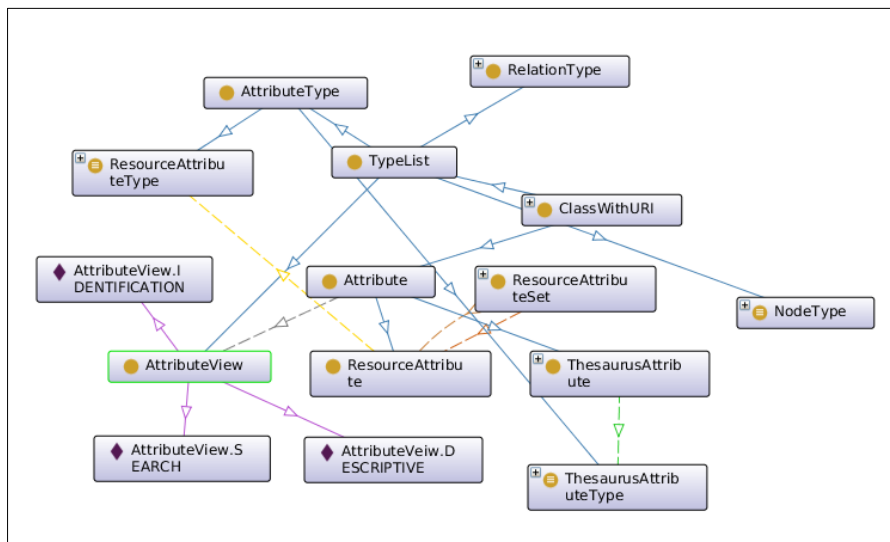 RelationType
AttributeType
ResourceAttribu
teType
TypeList
ClassWithURI
AttributeView.I
DENTIFICATION
Attribute
ResourceAttribu
teSet
NodeType
AttributeView
ResourceAttribu
te
ThesaurusAttrib
ute
AttributeView.S
EARCH
AttributeVeiw.D
ESCRIPTIVE
ThesaurusAttrib
uteType